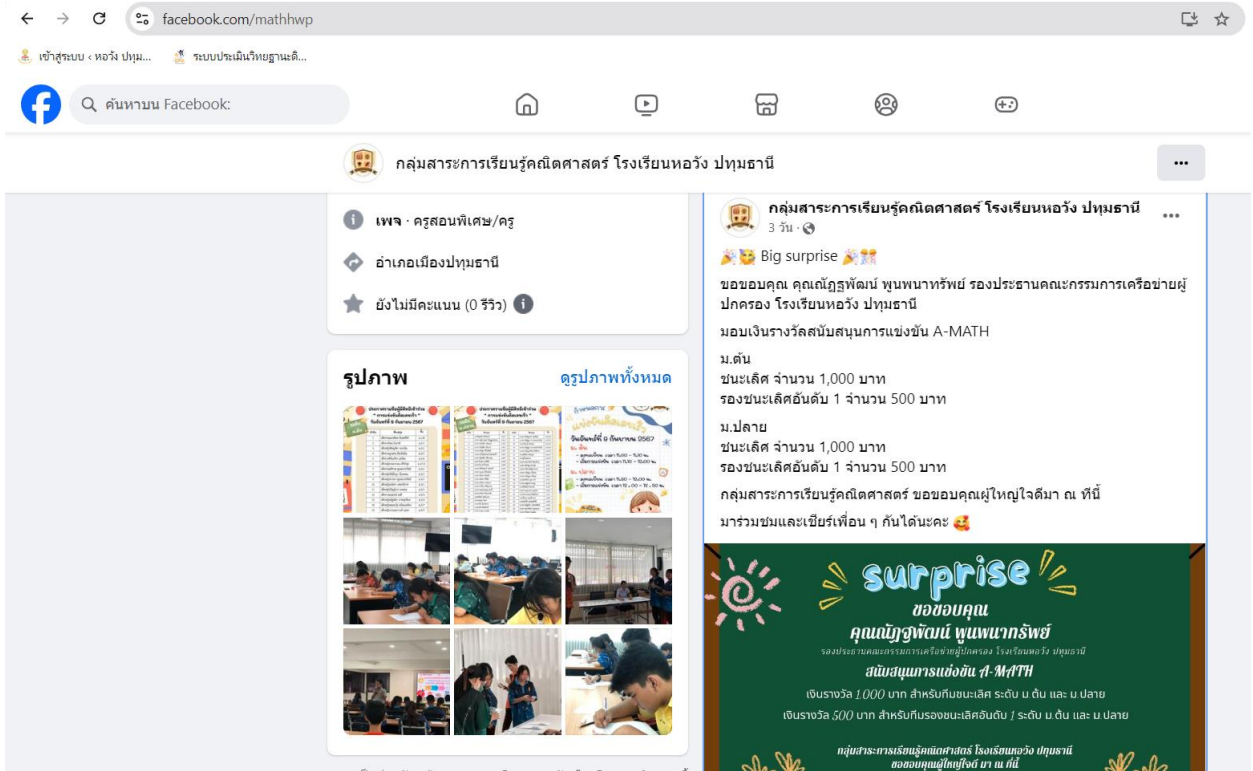 facebook.com/mathhwp
เข้าสู่ระบบ ‹ หอวัง ปทุม...
ระบบประเมินวิทยฐานะดิ...
ค้นหาบน Facebook:
กลุ่มสาระการเรียนรู้คณิตศาสตร์ โรงเรียนหอวัง ปทุมธานี
เพจ · ครูสอนพิเศษ/ครู
อำเภอเมืองปทุมธานี
ยังไม่มีคะแนน (0 รีวิว)
รูปภาพ
ดูรูปภาพทั้งหมด
วันจันทร์ที่ 9 กันยายน 2567
กลุ่มสาระการเรียนรู้คณิตศาสตร์ โรงเรียนหอวัง ปทุมธานี
3 วัน ·
🎉🥳 Big surprise 🎉🎊
ขอขอบคุณ คุณณัฏฐพัฒน์ พูนพนาทรัพย์ รองประธานคณะกรรมการเครือข่ายผู้
ปกครอง โรงเรียนหอวัง ปทุมธานี
มอบเงินรางวัลสนับสนุนการแข่งขัน A-MATH
ม.ต้น
ชนะเลิศ จำนวน 1,000 บาท
รองชนะเลิศอันดับ 1 จำนวน 500 บาท
ม.ปลาย
ชนะเลิศ จำนวน 1,000 บาท
รองชนะเลิศอันดับ 1 จำนวน 500 บาท
กลุ่มสาระการเรียนรู้คณิตศาสตร์ ขอขอบคุณผู้ใหญ่ใจดีมา ณ ที่นี้
มาร่วมชมและเชียร์เพื่อน ๆ กันได้นะคะ 🥰
surprise
ขอขอบคุณ
คุณณัฏฐพัฒน์ พูนพนาทรัพย์
รองประธานคณะกรรมการเครือข่ายผู้ปกครอง โรงเรียนหอวัง ปทุมธานี
สนับสนุนการแข่งขัน A-MATH
เงินรางวัล 1,000 บาท สำหรับทีมชนะเลิศ ระดับ ม.ต้น และ ม.ปลาย
เงินรางวัล 500 บาท สำหรับทีมรองชนะเลิศอันดับ 1 ระดับ ม.ต้น และ ม.ปลาย
กลุ่มสาระการเรียนรู้คณิตศาสตร์ โรงเรียนหอวัง ปทุมธานี
ขอขอบคุณผู้ใหญ่ใจดี มา ณ ที่นี้